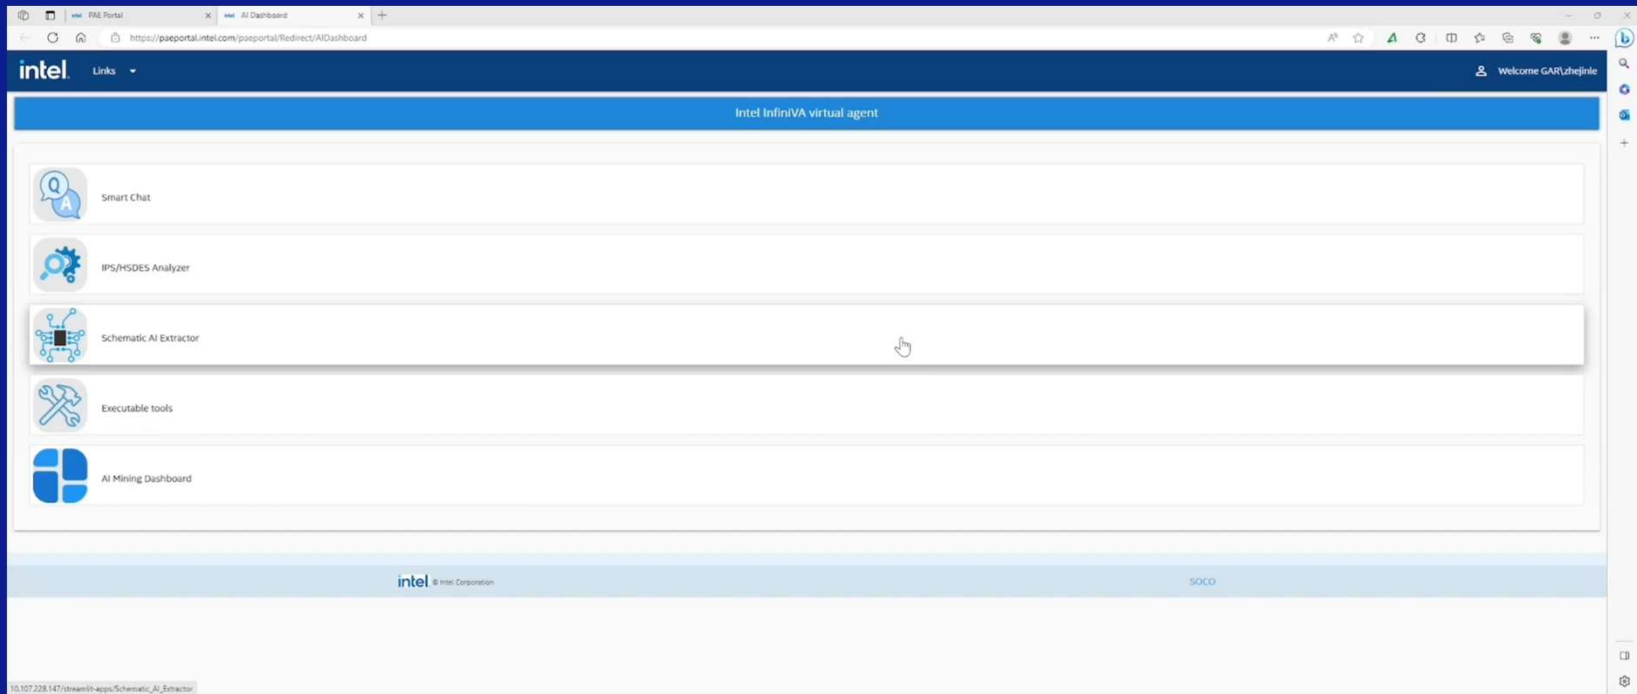 PAE Portal
AI Dashboard
https://paeportal.intel.com/paeportal/Redirect/AIDashboard
intel.
Links
Welcome GAR\zhejinle
Intel InfiniVA virtual agent
Q
A
Smart Chat
IPS/HSDES Analyzer
Schematic AI Extractor
Executable tools
AI Mining Dashboard
intel. © Intel Corporation
SOCO
10.107.228.147/streamlit-apps/Schematic_AI_Extractor